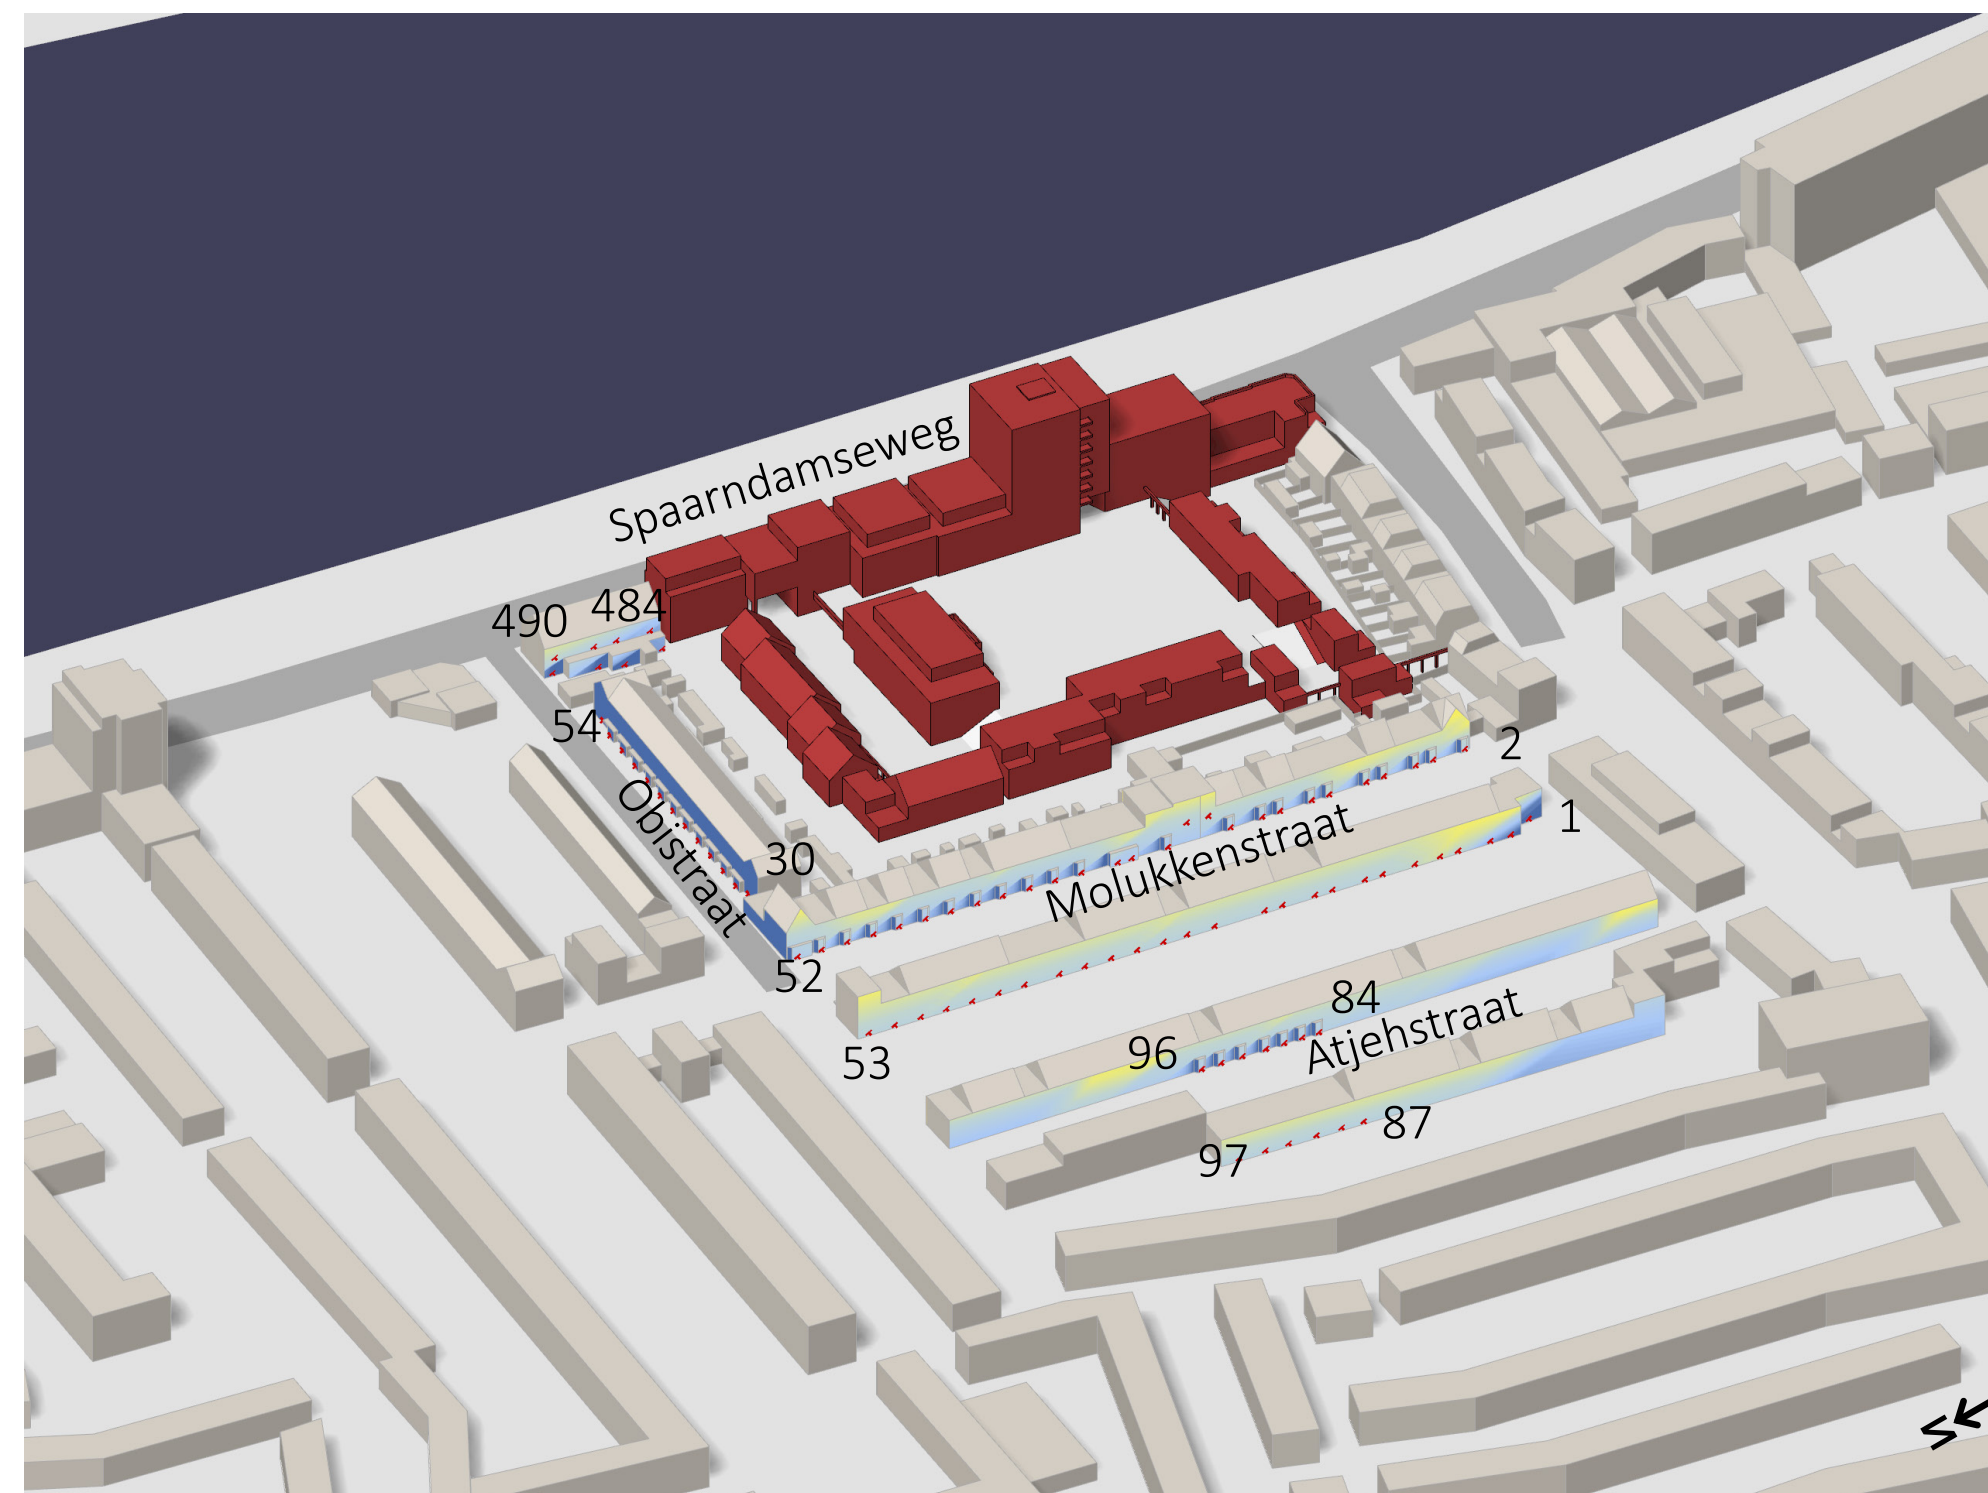 Spaarndamseweg
490
484
54
Obistraat
30
2
1
Molukkenstraat
52
53
84
96
Atjehstraat
87
97
N